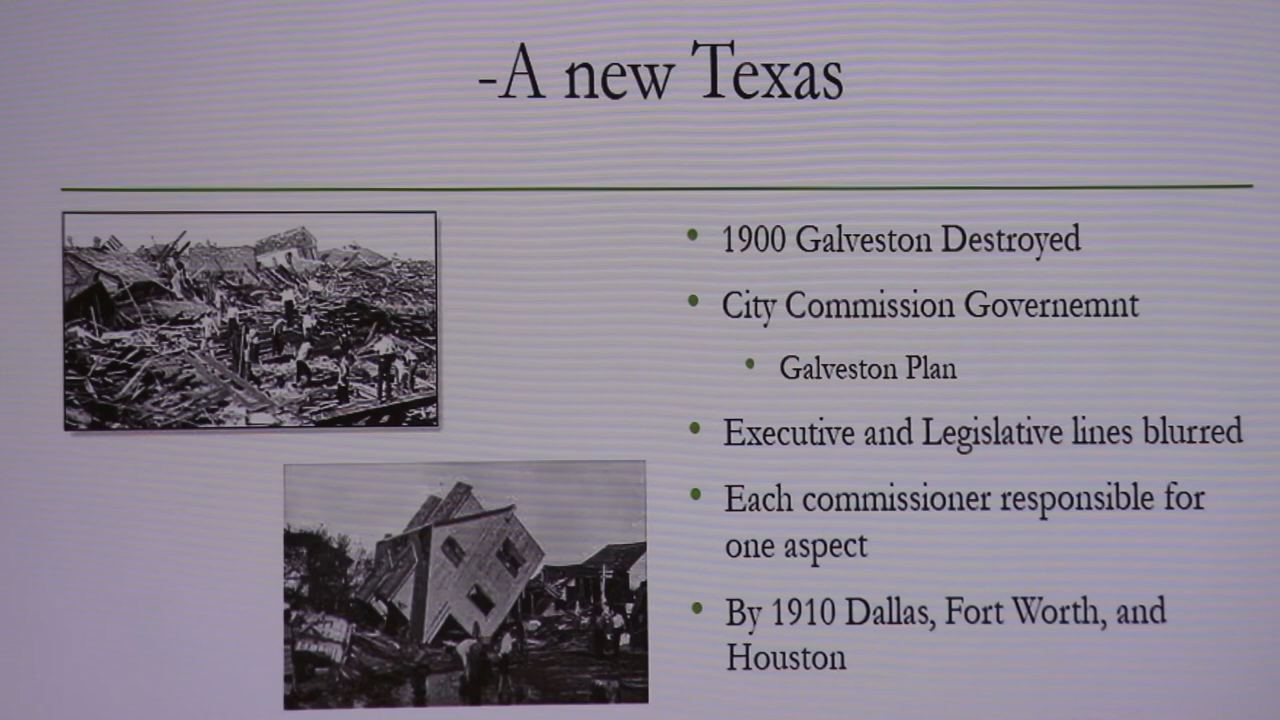 -A new Texas
• 1900 Galveston Destroyed
• City Commission Governemnt
• Galveston Plan
• Executive and Legislative lines blurred
• Each commissioner responsible for
one aspect
• By 1910 Dallas, Fort Worth, and
Houston